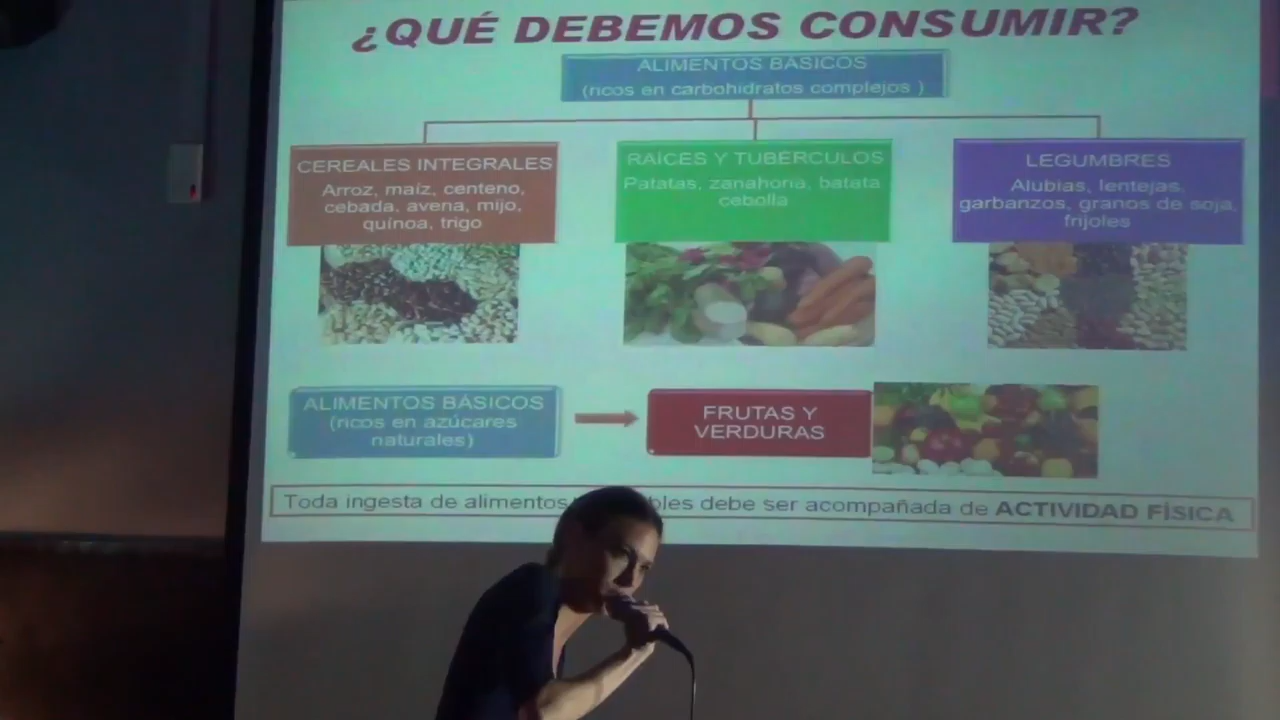 ¿QUÉ DEBEMOS CONSUMIR?
ALIMENTOS BÁSICOS
(ricos en carbohidratos complejos )
CEREALES INTEGRALES
Arroz, maíz, centeno,
cebada, avena, mijo,
quínoa, trigo
RAÍCES Y TUBÉRCULOS
Patatas, zanahoria, batata
cebolla
LEGUMBRES
Alubias, lentejas,
garbanzos, granos de soja,
frijoles
ALIMENTOS BÁSICOS
(ricos en azúcares
naturales)
FRUTAS Y
VERDURAS
Toda ingesta de alimentos debe ser acompañada de ACTIVIDAD FÍSICA